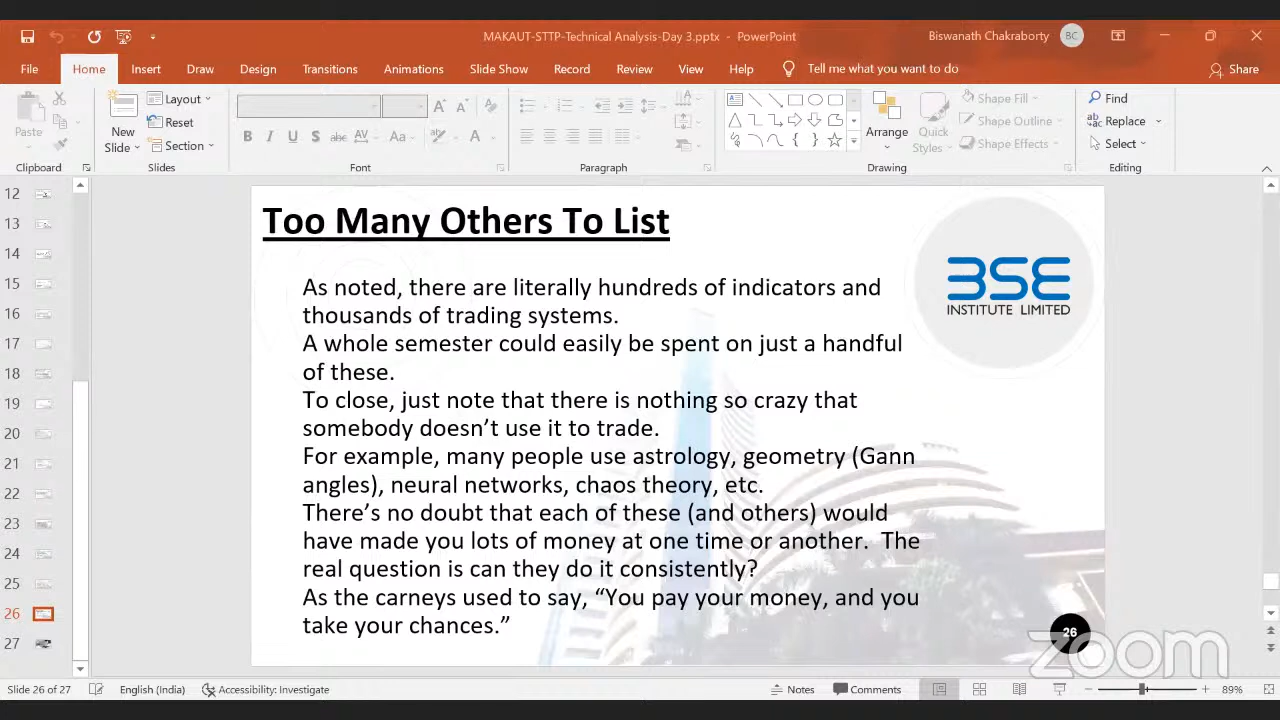 MAKAUT-STTP-Technical Analysis-Day 3.pptx - PowerPoint
Biswanath Chakraborty
BC
File Home Insert Draw Design Transitions Animations Slide Show Record Review View Help Tell me what you want to do Share
Paste
Clipboard
New Slide
Layout
Reset
Section
Slides
B I U S abc AV Aa A
Font
Paragraph
Arrange
Quick Styles
Shape Fill
Shape Outline
Shape Effects
Drawing
Find
Replace
Select
Editing
12
13
14
15
16
17
18
19
20
21
22
23
24
25
26
27
Too Many Others To List
BSE
INSTITUTE LIMITED
As noted, there are literally hundreds of indicators and
thousands of trading systems.
A whole semester could easily be spent on just a handful
of these.
To close, just note that there is nothing so crazy that
somebody doesn’t use it to trade.
For example, many people use astrology, geometry (Gann
angles), neural networks, chaos theory, etc.
There’s no doubt that each of these (and others) would
have made you lots of money at one time or another.  The
real question is can they do it consistently?
As the carneys used to say, “You pay your money, and you
take your chances.”
26
zoom
Slide 26 of 27 English (India) Accessibility: Investigate Notes Comments 89%